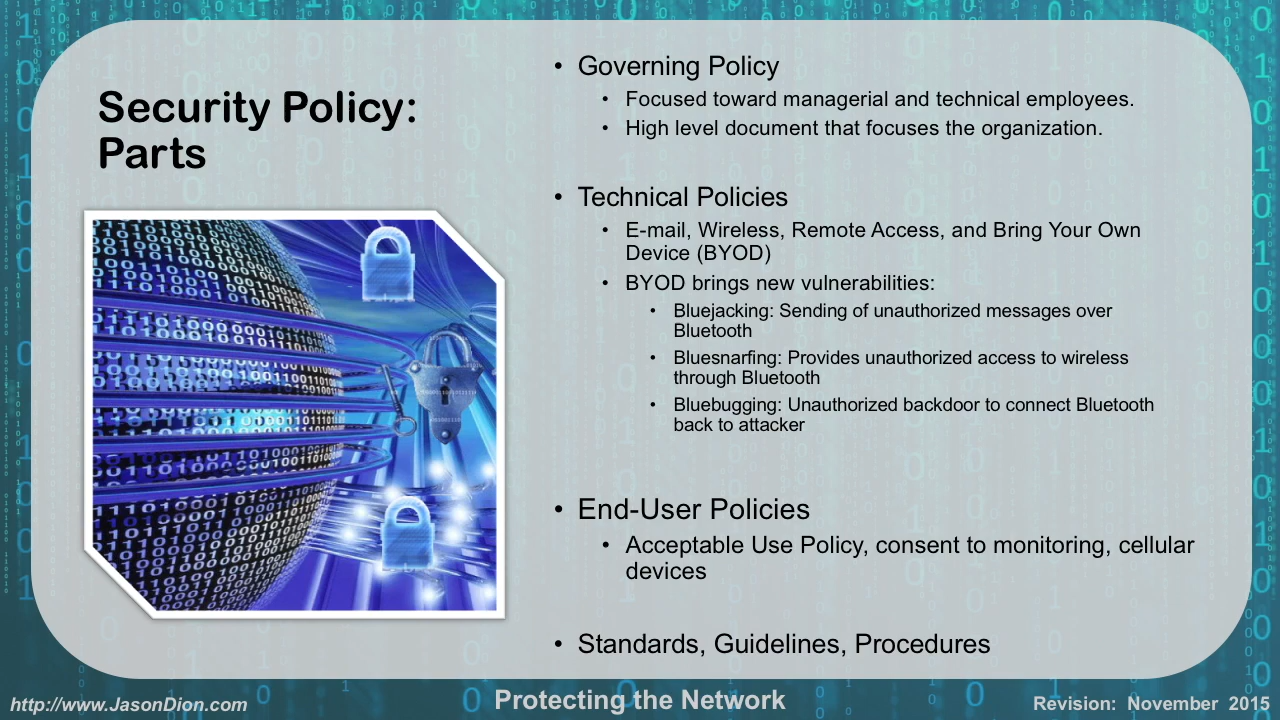 Security Policy:
Parts
• Governing Policy
• Focused toward managerial and technical employees.
• High level document that focuses the organization.
• Technical Policies
• E-mail, Wireless, Remote Access, and Bring Your Own
Device (BYOD)
• BYOD brings new vulnerabilities:
• Bluejacking: Sending of unauthorized messages over
Bluetooth
• Bluesnarfing: Provides unauthorized access to wireless
through Bluetooth
• Bluebugging: Unauthorized backdoor to connect Bluetooth
back to attacker
• End-User Policies
• Acceptable Use Policy, consent to monitoring, cellular
devices
• Standards, Guidelines, Procedures
http://www.JasonDion.com
Protecting the Network
Revision: November 2015